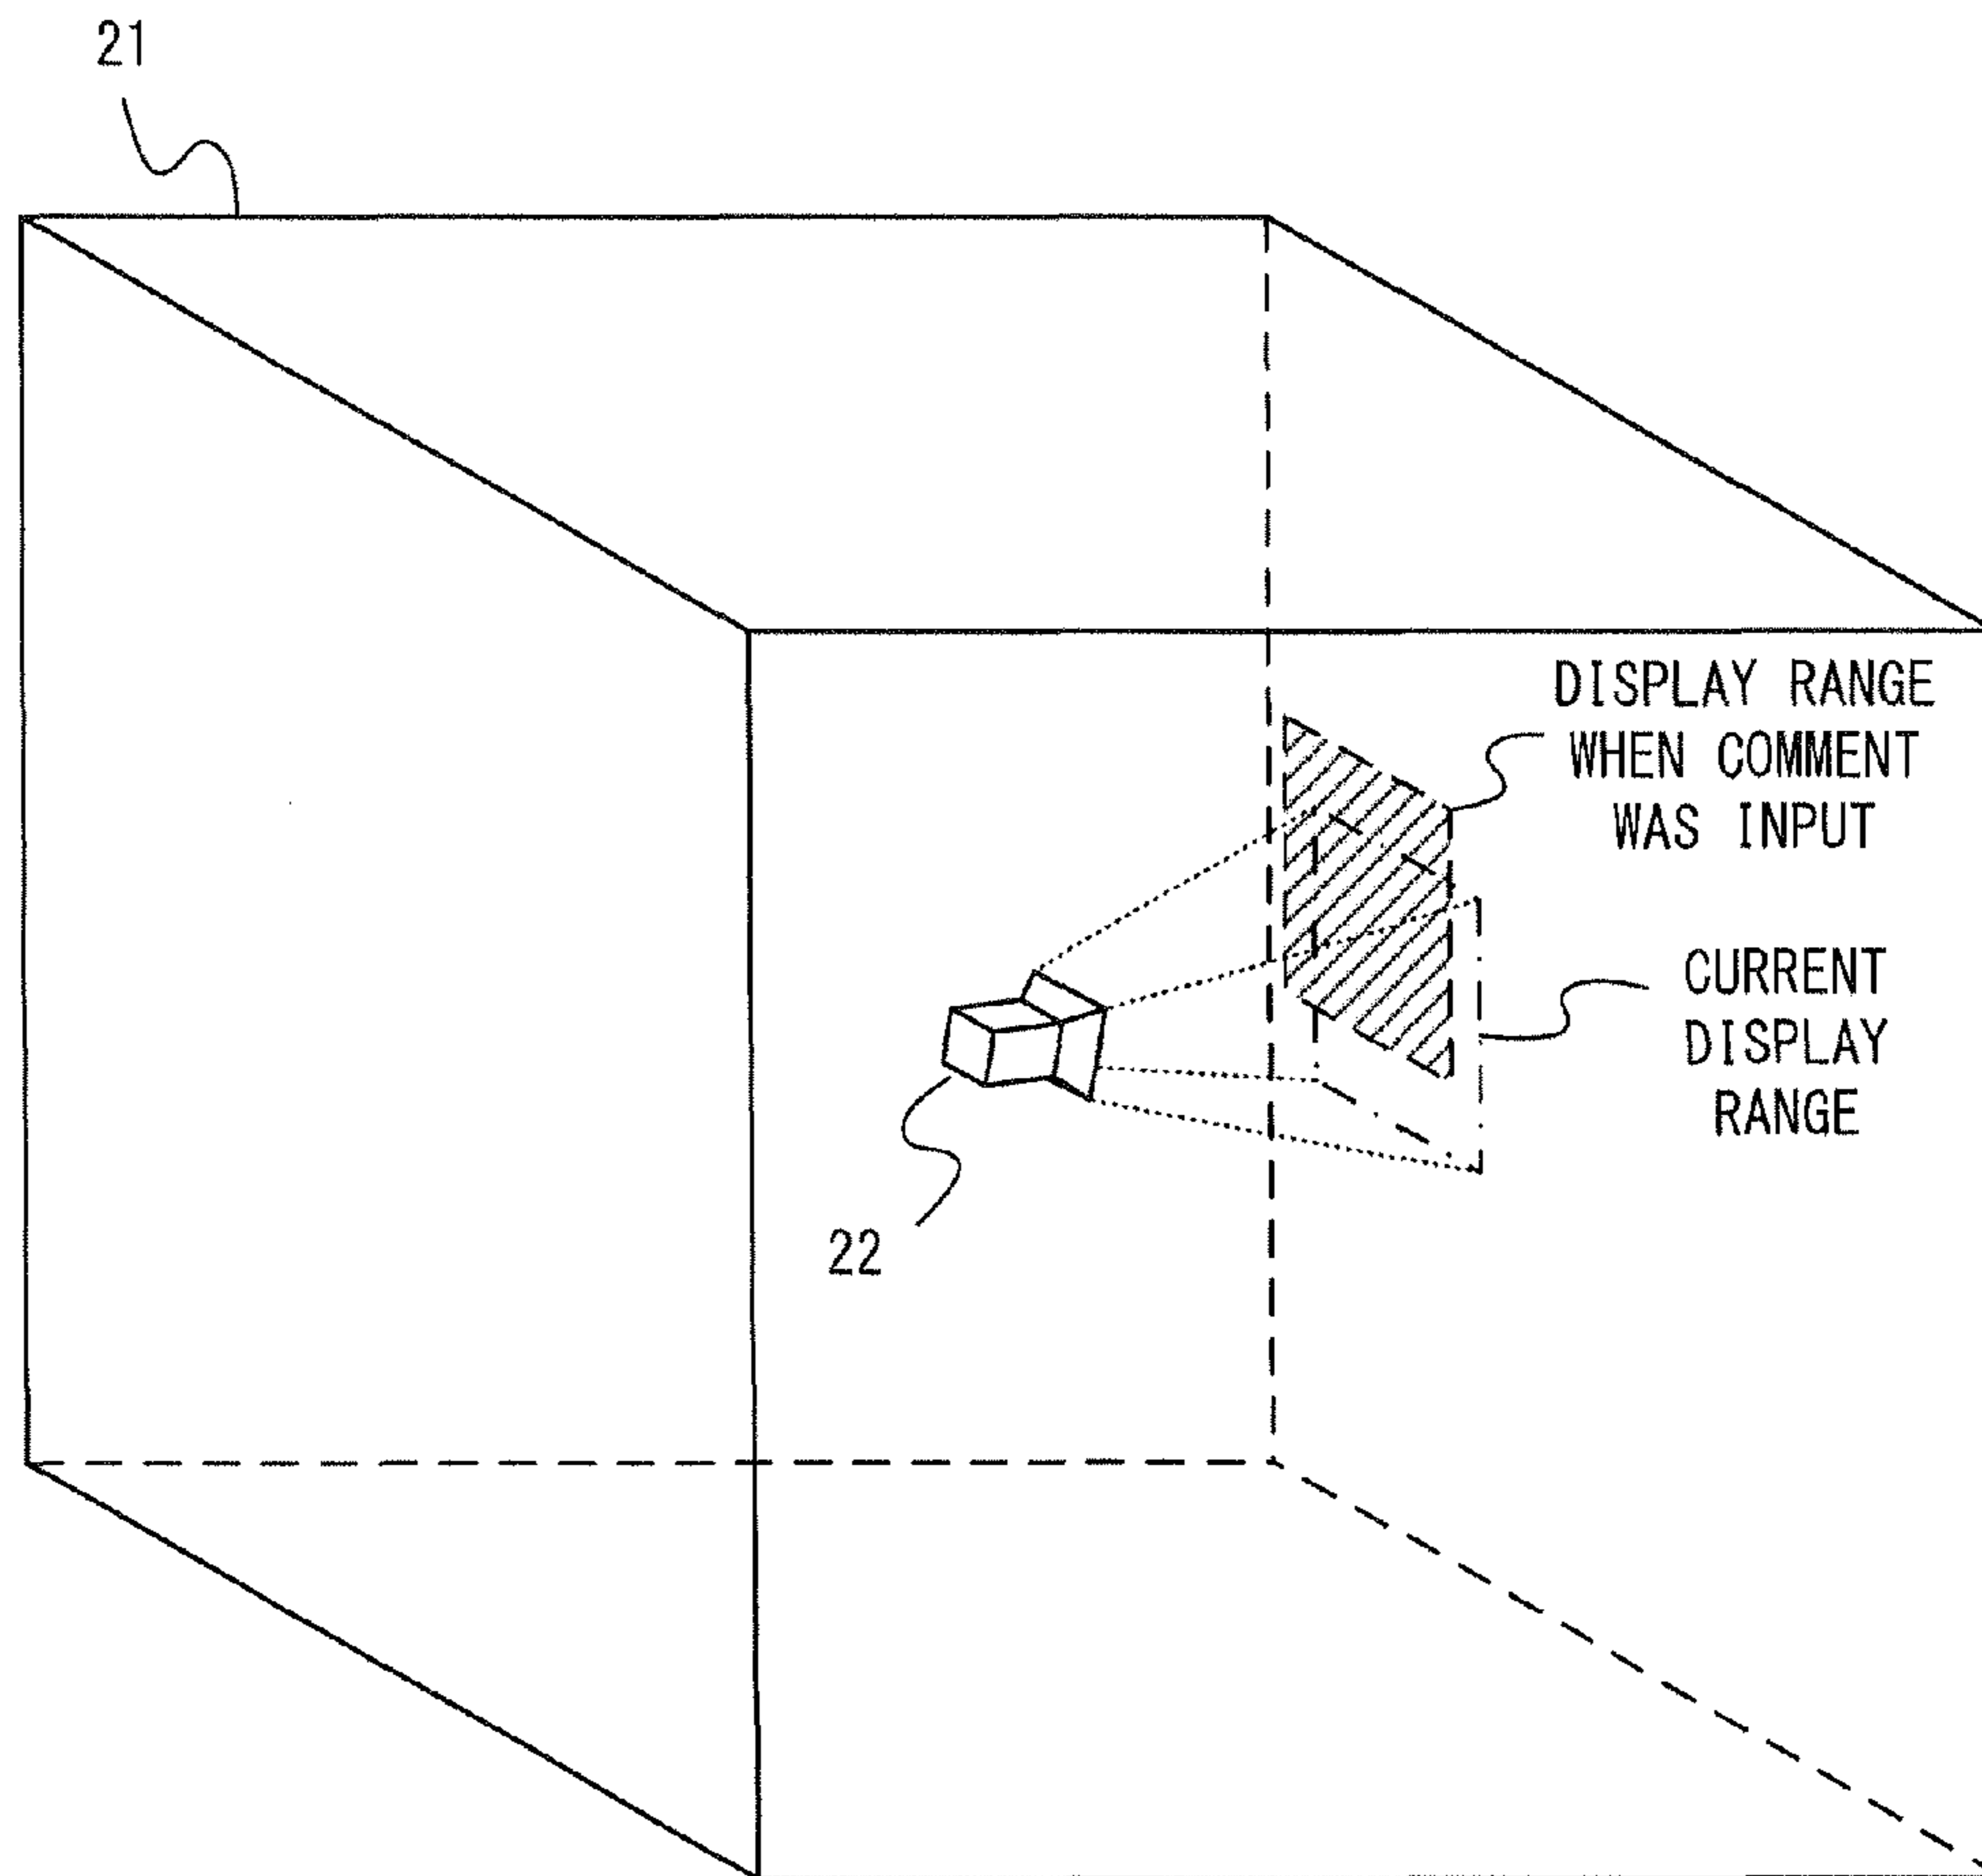 21
DISPLAY RANGE
WHEN COMMENT
WAS INPUT
CURRENT
DISPLAY
RANGE
22